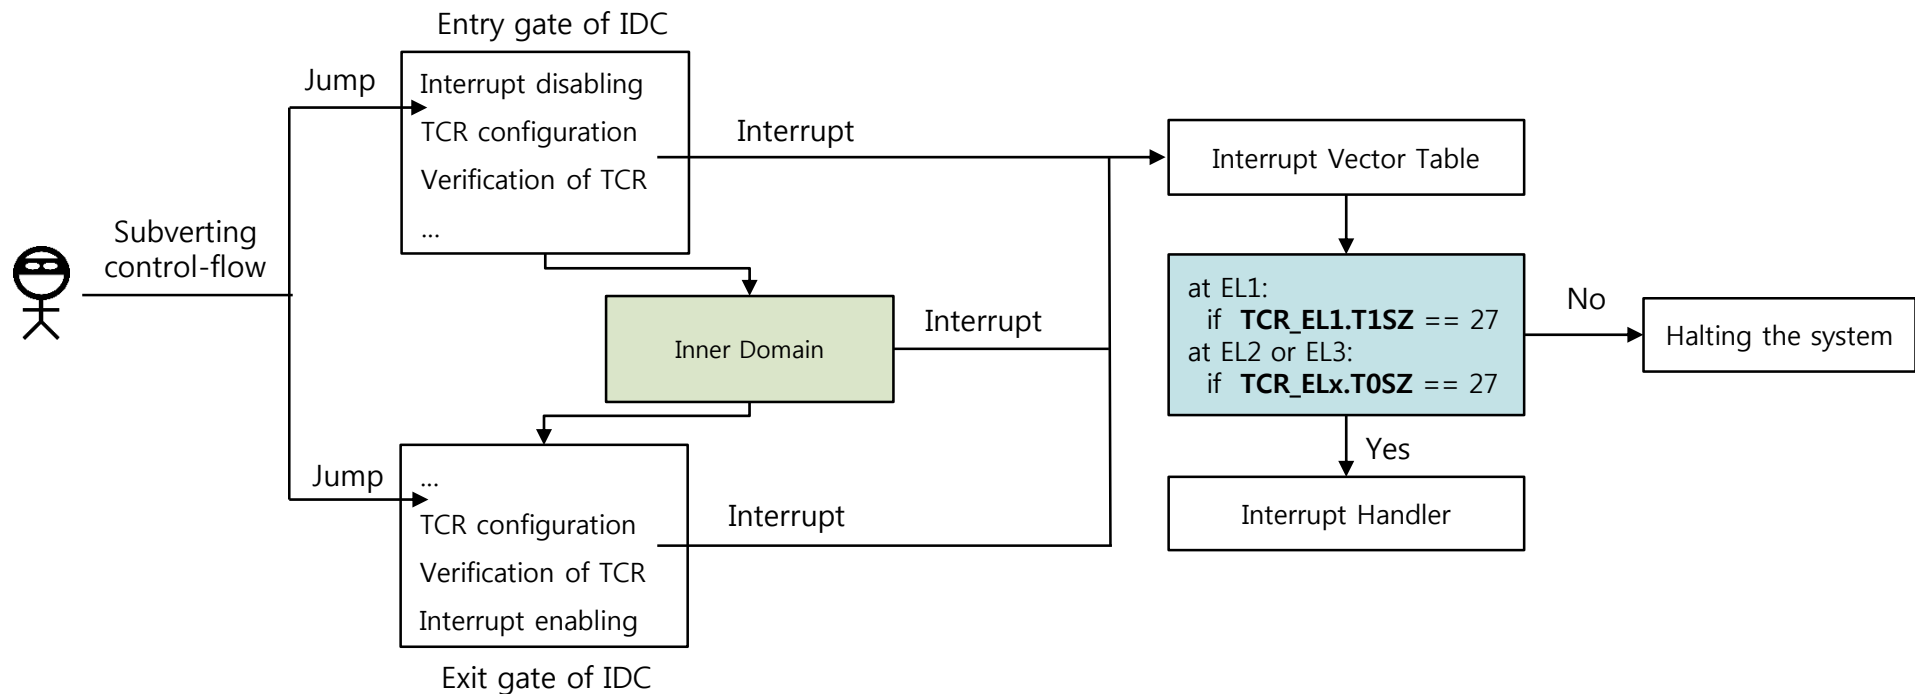 Entry gate of IDC
Jump
Interrupt disabling
TCR configuration
Verification of TCR
...
Interrupt
Interrupt Vector Table
Subverting
control-flow
Inner Domain
Interrupt
at EL1:
if TCR_EL1.T1SZ == 27
at EL2 or EL3:
if TCR_ELx.T0SZ == 27
No
Halting the system
Yes
Interrupt Handler
Jump
...
TCR configuration
Verification of TCR
Interrupt enabling
Interrupt
Exit gate of IDC